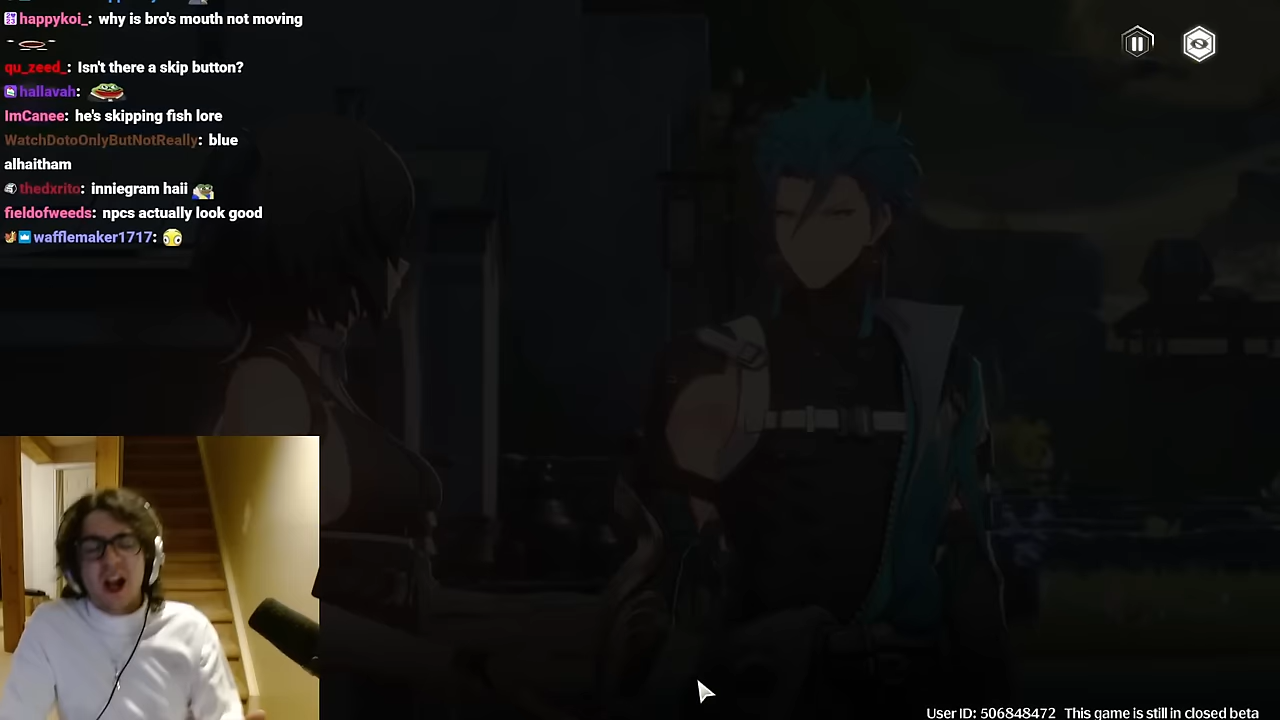 happykoi_: why is bro's mouth not moving
qu_zeed_: Isn't there a skip button?
hallavah:
ImCanee: he's skipping fish lore
WatchDotoOnlyButNotReally: blue
alhaitham
thedxrito: inniegram haii
fieldofweeds: npcs actually look good
wafflemaker1717:
User ID: 506848472 This game is still in closed beta